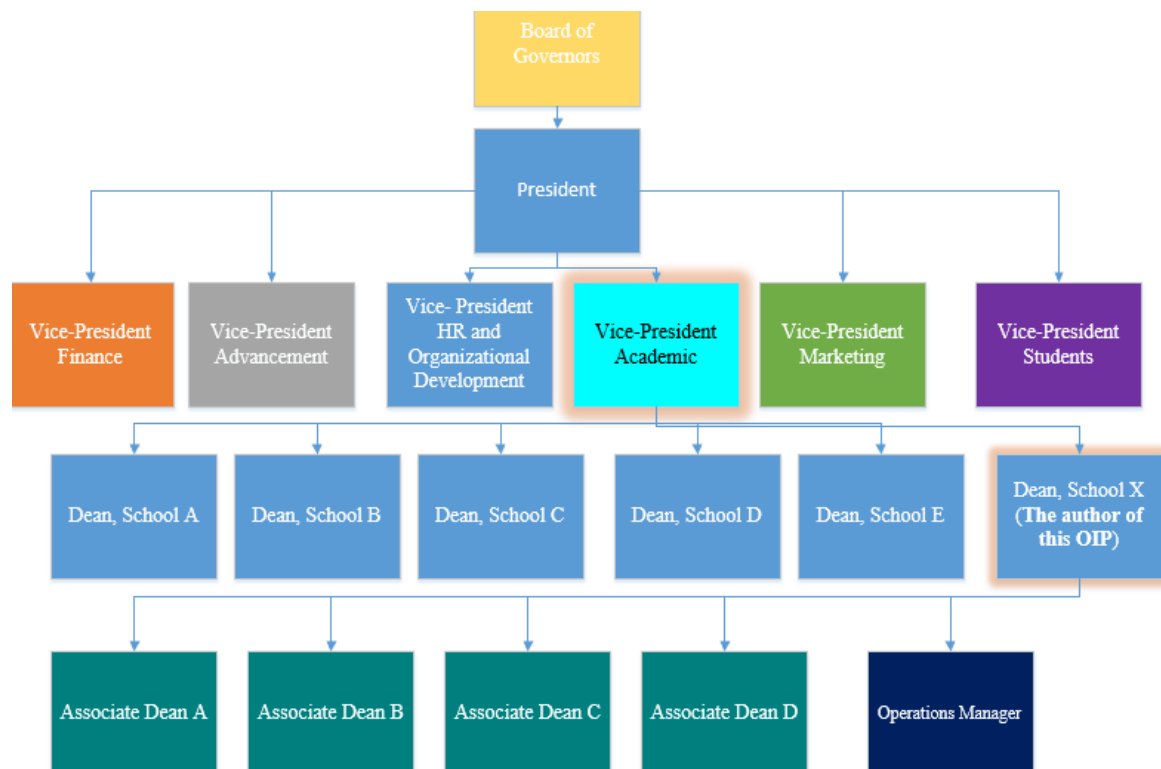 Board of
Governors
President
Vice-President
Finance
Vice-President
Advancement
Vice- President
HR and
Organizational
Development
Vice-President
Academic
Vice-President
Marketing
Vice-President
Students
Dean, School A
Dean, School B
Dean, School C
Dean, School D
Dean, School E
Dean, School X
(The author of
this OIP)
Associate Dean A
Associate Dean B
Associate Dean C
Associate Dean D
Operations Manager